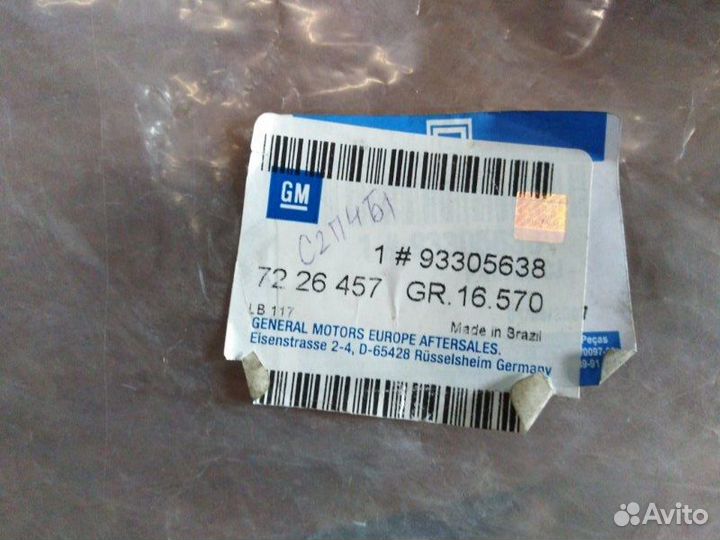 GM
С2П4Б1
1 # 93305638
72 26 457 GR.16.570
LB 117 Made in Brazil
GENERAL MOTORS EUROPE AFTERSALES.
Eisenstrasse 2-4, D-65428 Rüsselsheim Germany
Peças
Avito